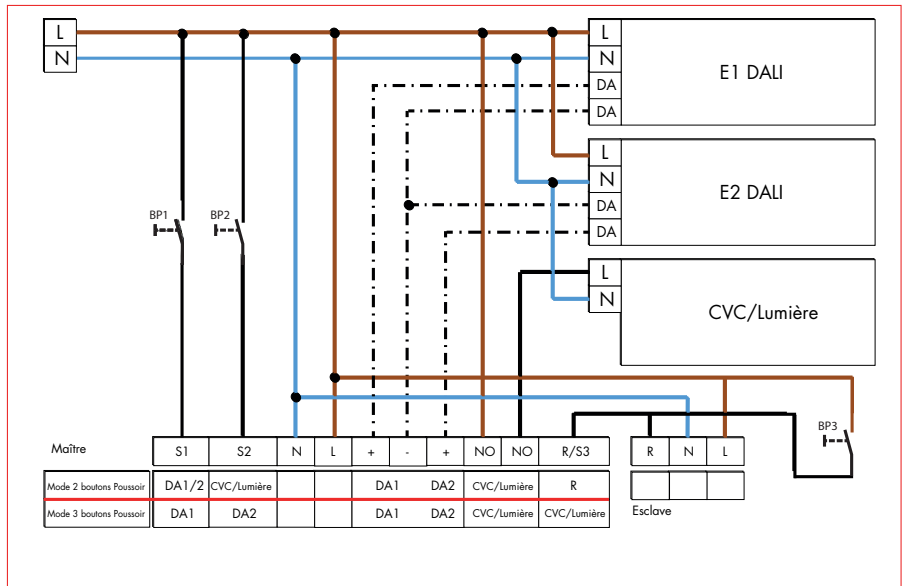 L
N
L
N
DA
DA
E1 DALI
L
N
DA
DA
E2 DALI
L
N
CVC/Lumière
BP1
BP2
BP3
Maître
S1 S2 N L + - + NO NO R/S3
R N L
Mode 2 boutons Poussoir DA1/2 CVC/Lumière DA1 DA2 CVC/Lumière R
Mode 3 boutons Poussoir DA1 DA2 DA1 DA2 CVC/Lumière CVC/Lumière
Esclave